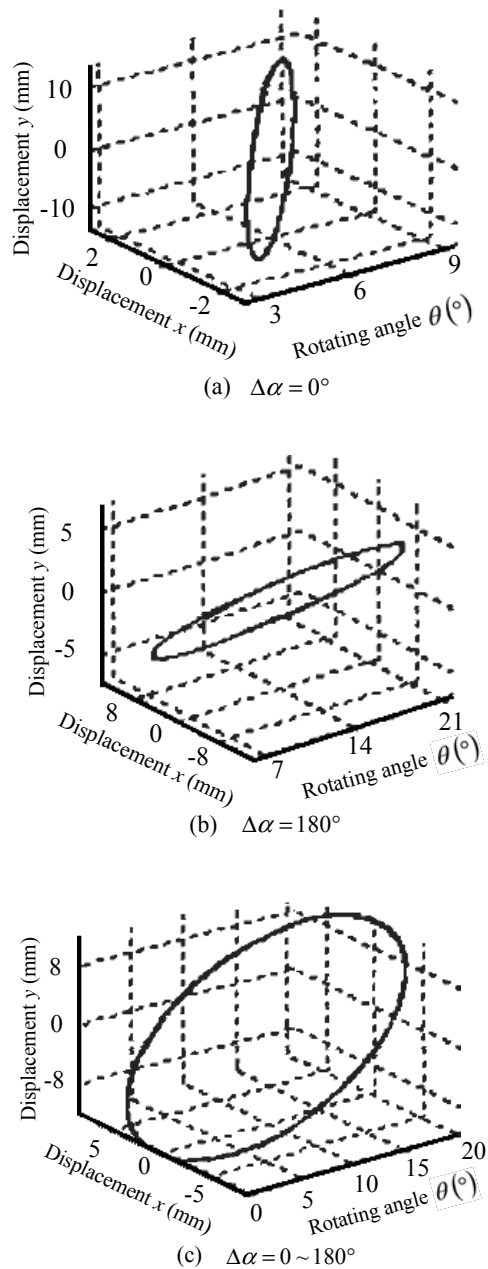 Displacement y (mm)
10
0
-10
2
0
-2
Displacement x (mm)
3
6
9
Rotating angle θ(°)
(a) Δα = 0°
Displacement y (mm)
5
0
-5
8
0
-8
Displacement x (mm)
7
14
21
Rotating angle θ(°)
(b) Δα = 180°
Displacement y (mm)
8
0
-8
5
0
-5
Displacement x (mm)
0
5
10
15
20
Rotating angle θ(°)
(c) Δα = 0 ~ 180°